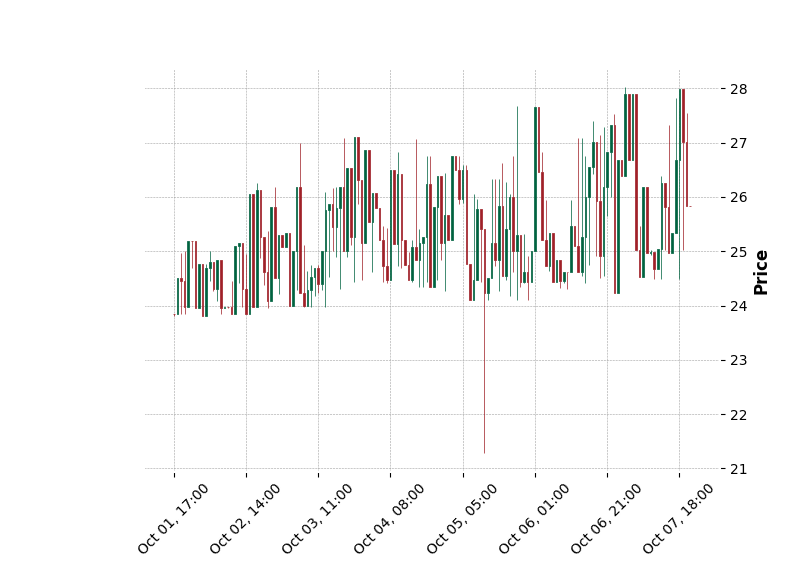 28
27
26
25
24
23
22
21
Price
Oct 01, 17:00
Oct 02, 14:00
Oct 03, 11:00
Oct 04, 08:00
Oct 05, 05:00
Oct 06, 01:00
Oct 06, 21:00
Oct 07, 18:00